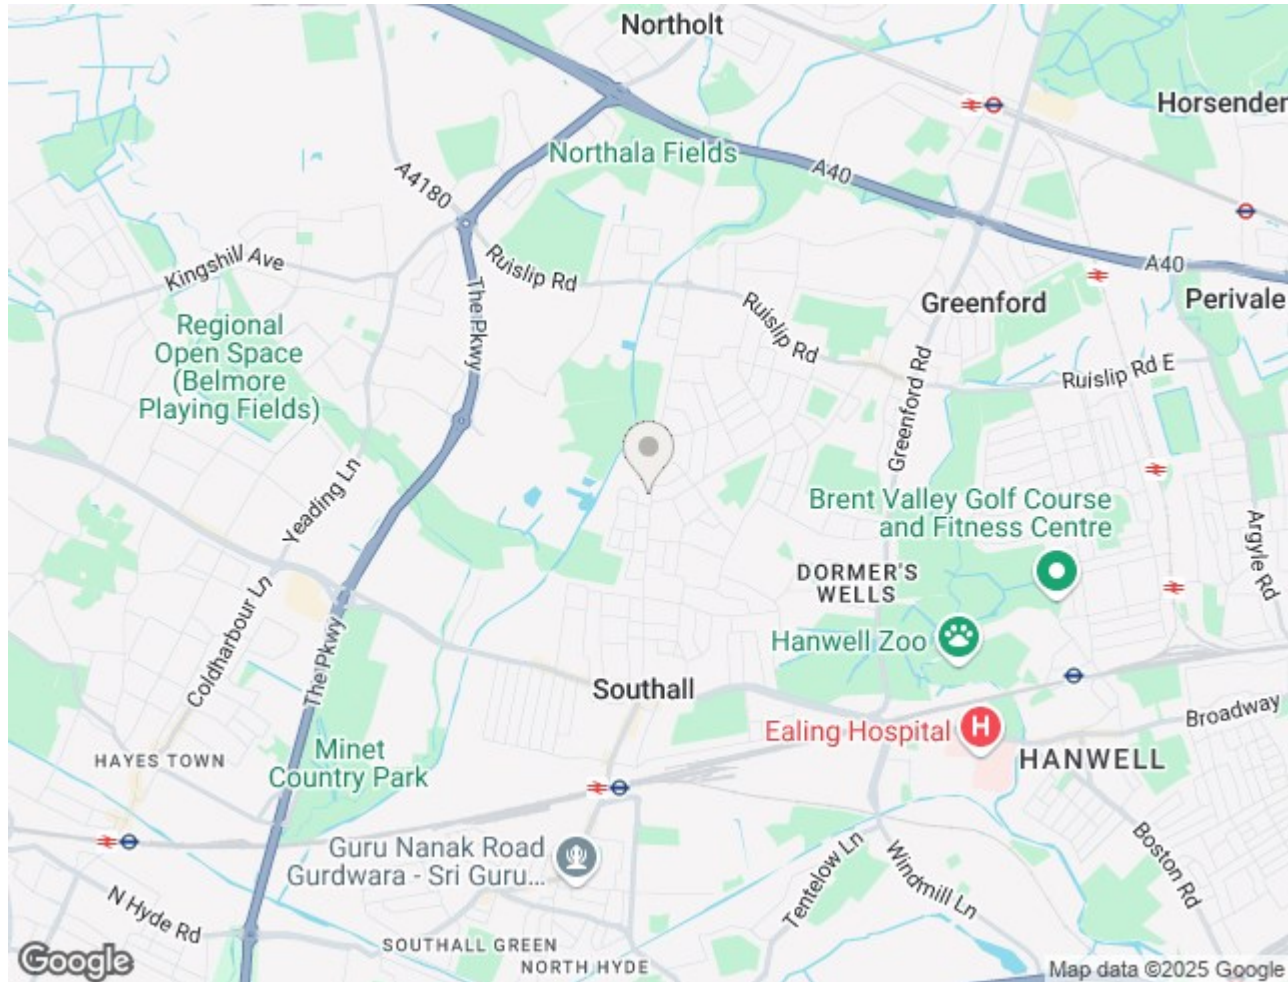 Northolt
Horsenden
Northala Fields
A4180
A40
Kingshill Ave
Ruislip Rd
The Pkwy
A40
Greenford
Perivale
Ruislip Rd
Regional
Open Space
(Belmore
Playing Fields)
Ruislip Rd E
Greenford Rd
Yeading Ln
Brent Valley Golf Course
and Fitness Centre
Argyle Rd
DORMER'S
WELLS
Coldharbour Ln
The Pkwy
Hanwell Zoo
Southall
Broadway
Ealing Hospital
H
HANWELL
HAYES TOWN
Minet
Country Park
Guru Nanak Road
Gurdwara - Sri Guru...
Tentelow Ln
Windmill Ln
Boston Rd
N Hyde Rd
SOUTHALL GREEN
NORTH HYDE
Google
Map data ©2025 Google